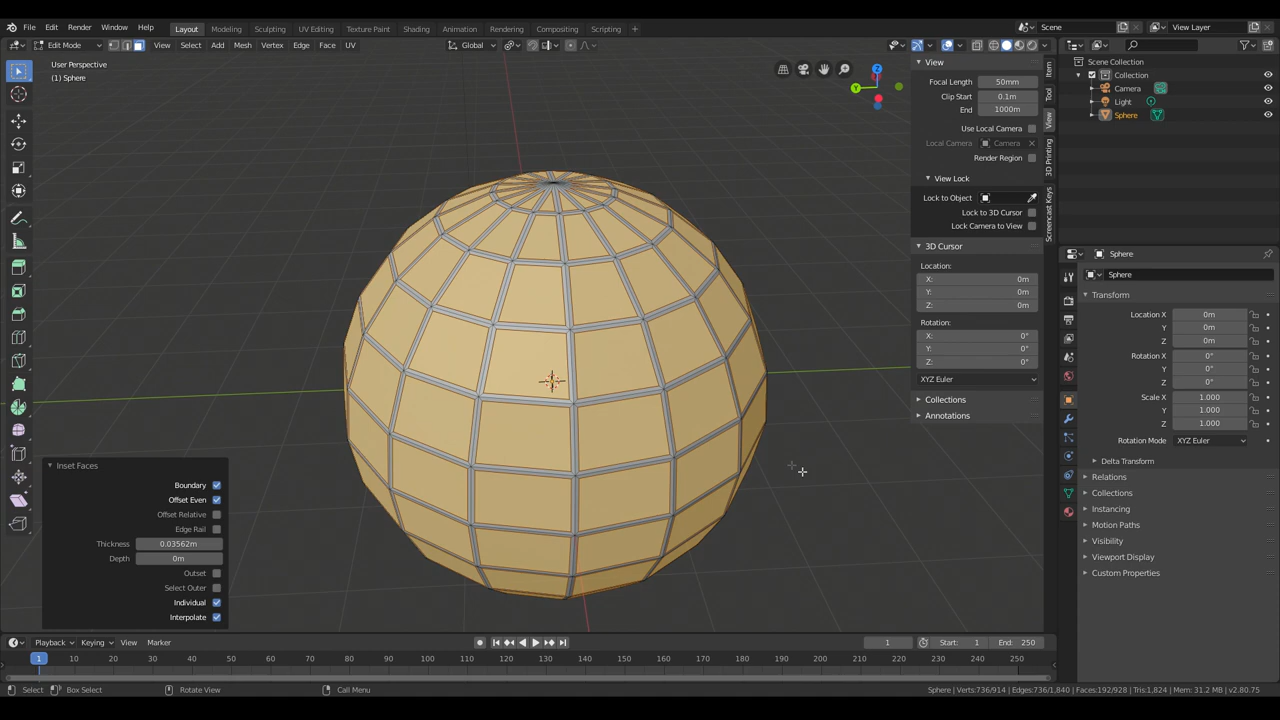 File Edit Render Window Help Layout Modeling Sculpting UV Editing Texture Paint Shading Animation Rendering Compositing Scripting + Scene View Layer
Edit Mode View Select Add Mesh Vertex Edge Face UV Global
User Perspective
(1) Sphere
Z
Y
View
Focal Length 50mm
Clip Start 0.1m
End 1000m
Use Local Camera
Local Camera Camera
Render Region
View Lock
Lock to Object
Lock to 3D Cursor
Lock Camera to View
3D Cursor
Location:
X: 0m
Y: 0m
Z: 0m
Rotation:
X: 0°
Y: 0°
Z: 0°
XYZ Euler
Collections
Annotations
Item
Tool
View
3D Printing
Screencast Keys
Scene Collection
Collection
Camera
Light
Sphere
Sphere
Sphere
Transform
Location X 0m
Y 0m
Z 0m
Rotation X 0°
Y 0°
Z 0°
Scale X 1.000
Y 1.000
Z 1.000
Rotation Mode XYZ Euler
Delta Transform
Relations
Collections
Instancing
Motion Paths
Visibility
Viewport Display
Custom Properties
Inset Faces
Boundary
Offset Even
Offset Relative
Edge Rail
Thickness 0.03562m
Depth 0m
Outset
Select Outer
Individual
Interpolate
Playback Keying View Marker 1 Start: 1 End: 250
1 10 20 30 40 50 60 70 80 90 100 110 120 130 140 150 160 170 180 190 200 210 220 230 240 250
Select Box Select Rotate View Call Menu Sphere | Verts:736/914 | Edges:736/1,840 | Faces:192/928 | Tris:1,824 | Mem: 31.2 MB | v2.80.75